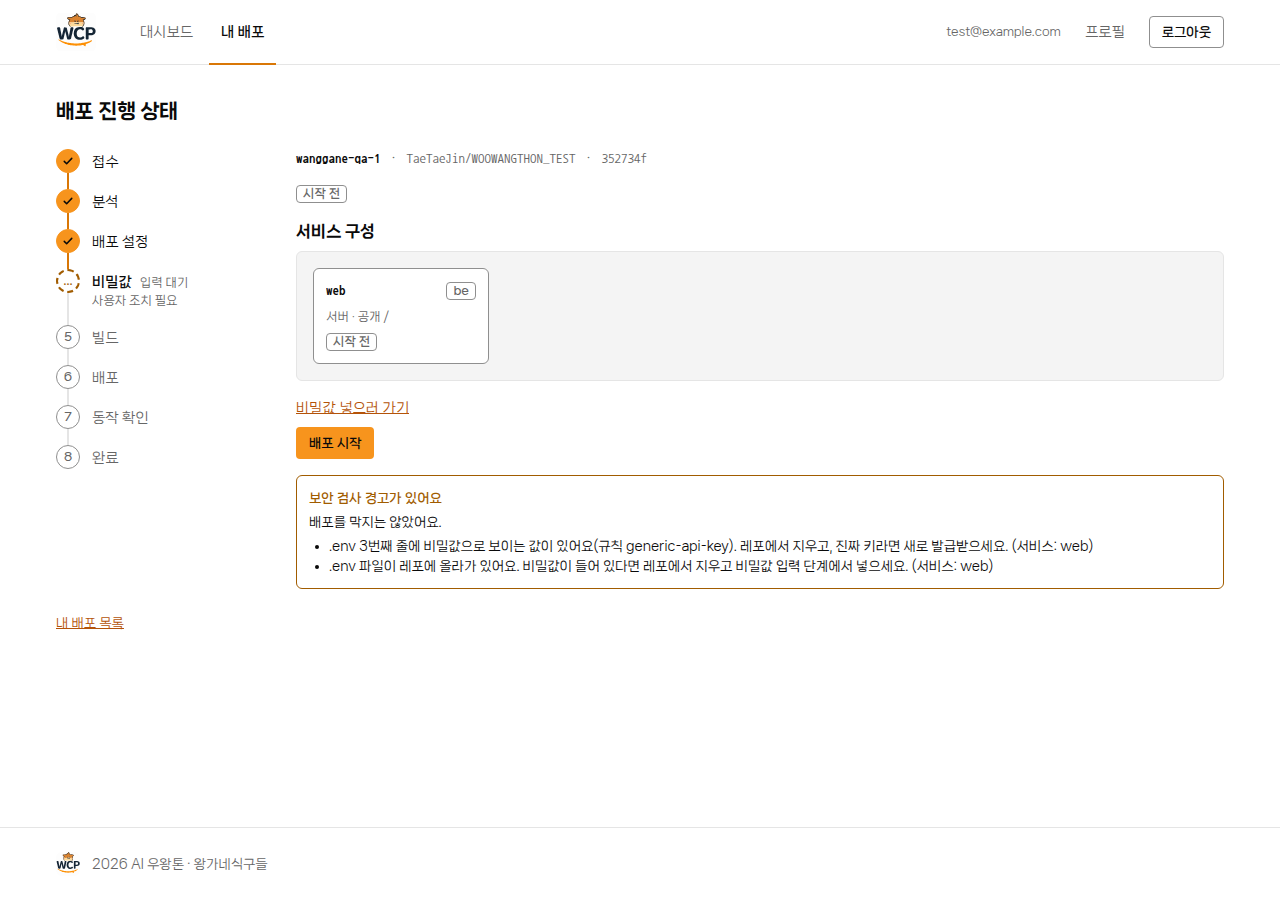 WCP 대시보드 내 배포 test@example.com 프로필 로그아웃
배포 진행 상태
접수
분석
배포 설정
... 비밀값 입력 대기
사용자 조치 필요
5 빌드
6 배포
7 동작 확인
8 완료
wanggane-qa-1 · TaeTaeJin/WOOWANGTHON_TEST · 352734f
시작 전
서비스 구성
web be
서버 · 공개 /
시작 전
비밀값 넣으러 가기
배포 시작
보안 검사 경고가 있어요
배포를 막지는 않았어요.
• .env 3번째 줄에 비밀값으로 보이는 값이 있어요(규칙 generic-api-key). 레포에서 지우고, 진짜 키라면 새로 발급받으세요. (서비스: web)
• .env 파일이 레포에 올라가 있어요. 비밀값이 들어 있다면 레포에서 지우고 비밀값 입력 단계에서 넣으세요. (서비스: web)
내 배포 목록
WCP 2026 AI 우왕톤 · 왕가네식구들